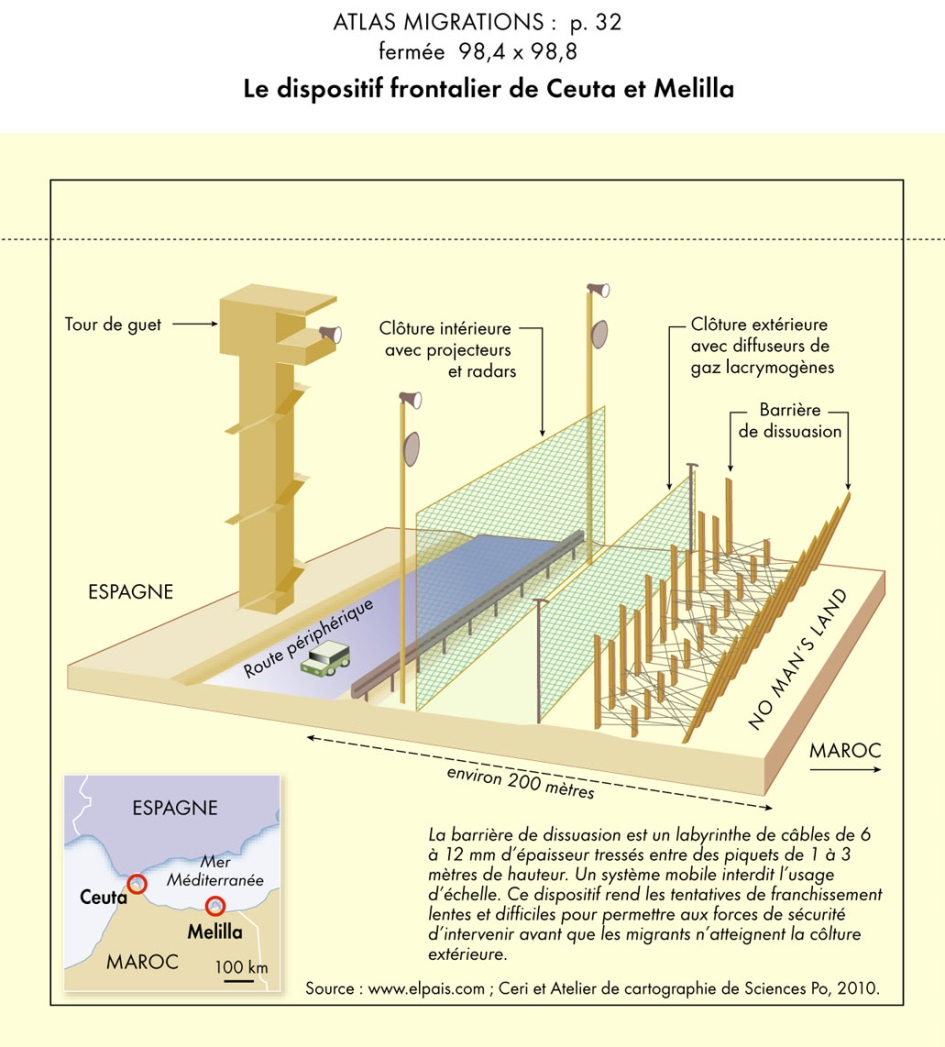 ATLAS MIGRATIONS : p. 32
fermée 98,4 x 98,8
Le dispositif frontalier de Ceuta et Melilla
Tour de guet
Clôture intérieure
avec projecteurs
et radars
Clôture extérieure
avec diffuseurs de
gaz lacrymogènes
Barrière
de dissuasion
ESPAGNE
Route périphérique
NO MAN'S LAND
MAROC
environ 200 mètres
ESPAGNE
Mer
Méditerranée
Ceuta
Melilla
MAROC
100 km
La barrière de dissuasion est un labyrinthe de câbles de 6
à 12 mm d'épaisseur tressés entre des piquets de 1 à 3
mètres de hauteur. Un système mobile interdit l'usage
d'échelle. Ce dispositif rend les tentatives de franchissement
lentes et difficiles pour permettre aux forces de sécurité
d'intervenir avant que les migrants n'atteignent la côlture
extérieure.
Source : www.elpais.com ; Ceri et Atelier de cartographie de Sciences Po, 2010.